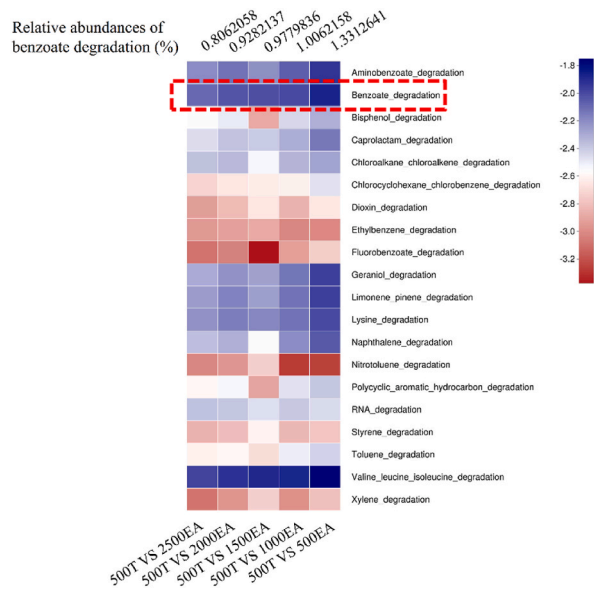 Relative abundances of
benzoate degradation (%)
0.8062058
0.9282137
0.9779836
1.0062158
1.3312641
Aminobenzoate_degradation
Benzoate_degradation
Bisphenol_degradation
Caprolactam_degradation
Chloroalkane_chloroalkene_degradation
Chlorocyclohexane_chlorobenzene_degradation
Dioxin_degradation
Ethylbenzene_degradation
Fluorobenzoate_degradation
Geraniol_degradation
Limonene_pinene_degradation
Lysine_degradation
Naphthalene_degradation
Nitrotoluene_degradation
Polycyclic_aromatic_hydrocarbon_degradation
RNA_degradation
Styrene_degradation
Toluene_degradation
Valine_leucine_isoleucine_degradation
Xylene_degradation
500T VS 2500EA
500T VS 2000EA
500T VS 1500EA
500T VS 1000EA
500T VS 500EA
-1.8
-2.0
-2.2
-2.4
-2.6
-2.8
-3.0
-3.2